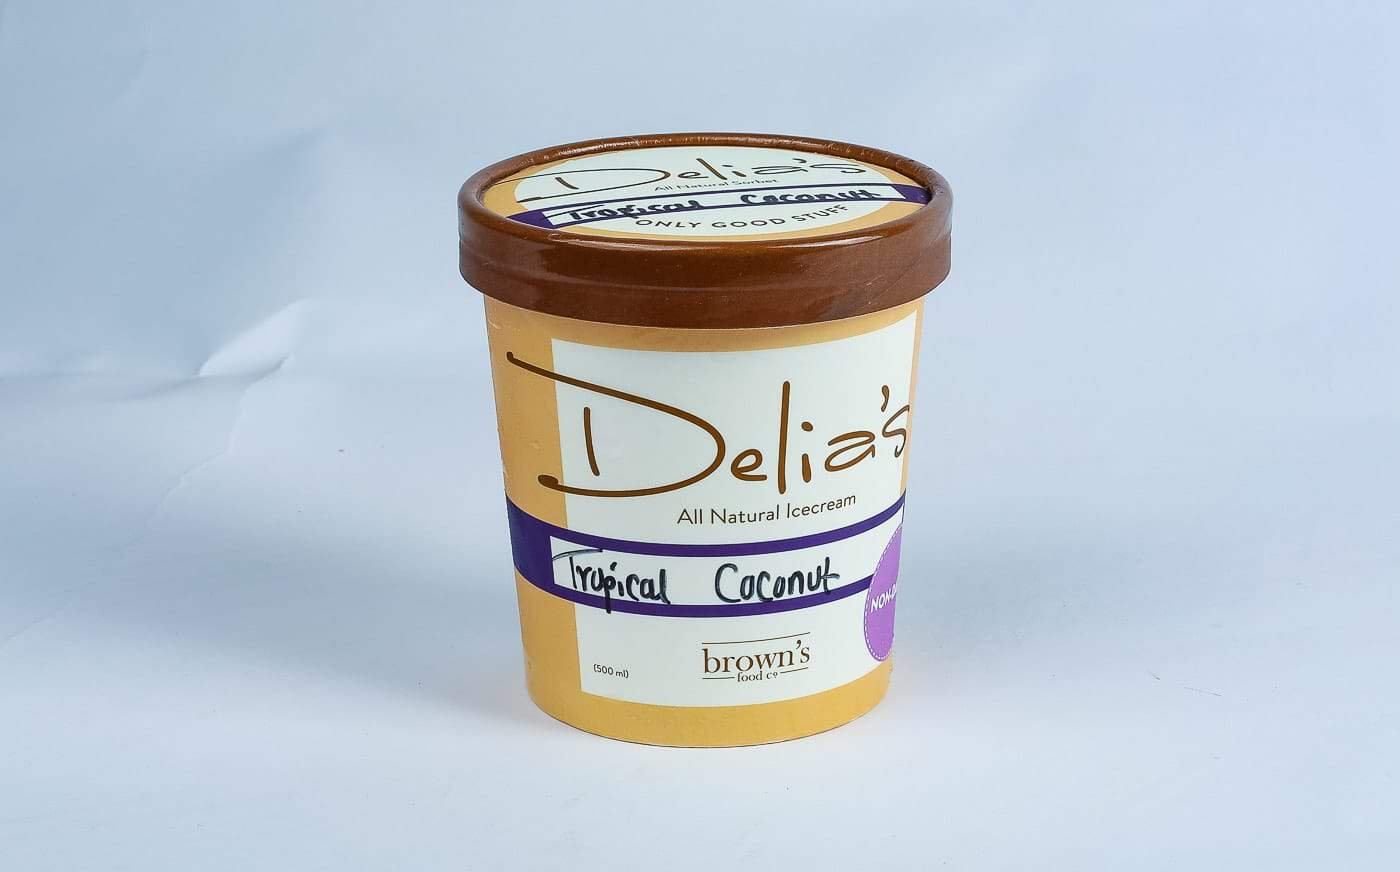 Delia's
All Natural Sorbet
Tropical Coconut
ONLY GOOD STUFF
Delia's
All Natural Icecream
Tropical Coconut
NON-
(500 ml)
brown's
food co